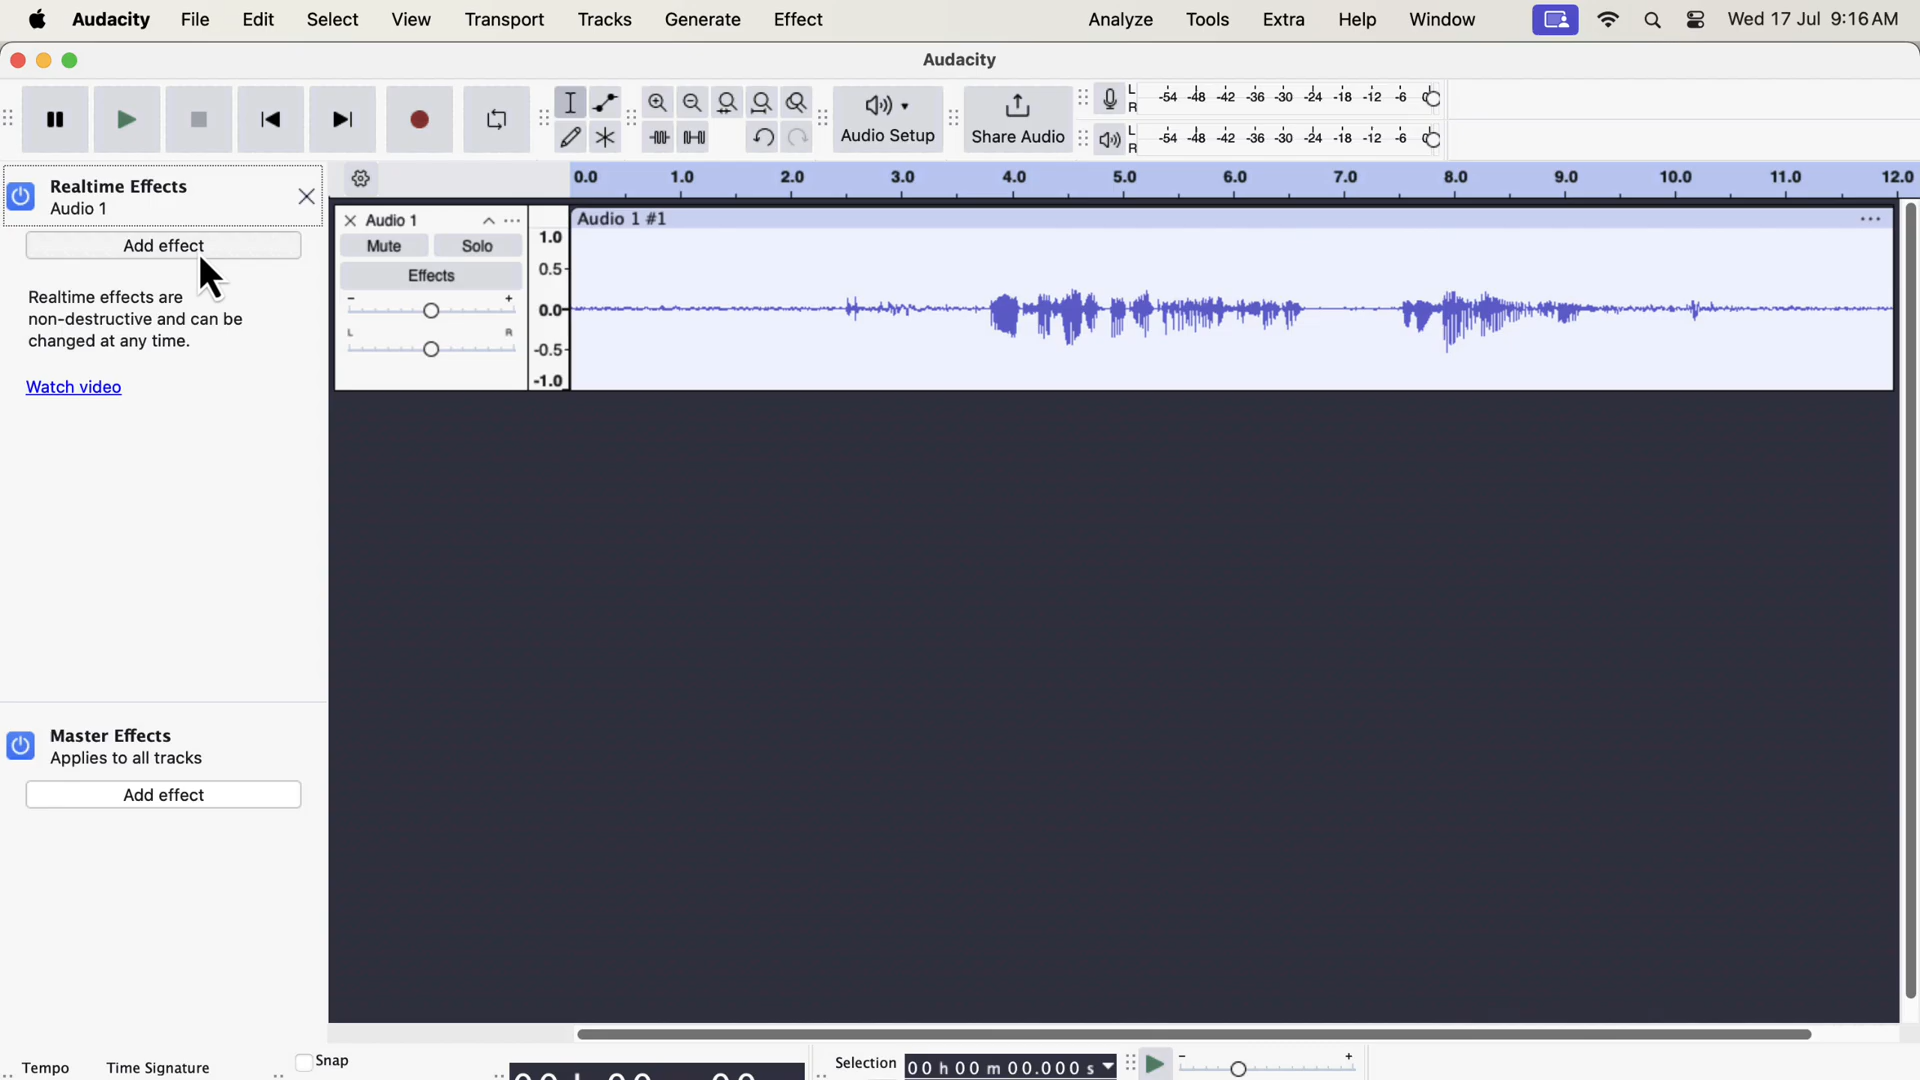 Audacity File Edit Select View Transport Tracks Generate Effect Analyze Tools Extra Help Window Wed 17 Jul 9:16 AM
Audacity
Audio Setup
Share Audio
L
R
-54 -48 -42 -36 -30 -24 -18 -12 -6 0
L
R
-54 -48 -42 -36 -30 -24 -18 -12 -6 0
Realtime Effects
Audio 1
Add effect
Realtime effects are
non-destructive and can be
changed at any time.
Watch video
0.0 1.0 2.0 3.0 4.0 5.0 6.0 7.0 8.0 9.0 10.0 11.0 12.0
Audio 1
Mute Solo
Effects
- +
L R
1.0
0.5
0.0
-0.5
-1.0
Audio 1 #1
Master Effects
Applies to all tracks
Add effect
Tempo Time Signature Snap
Selection 00 h 00 m 00.000 s
- +